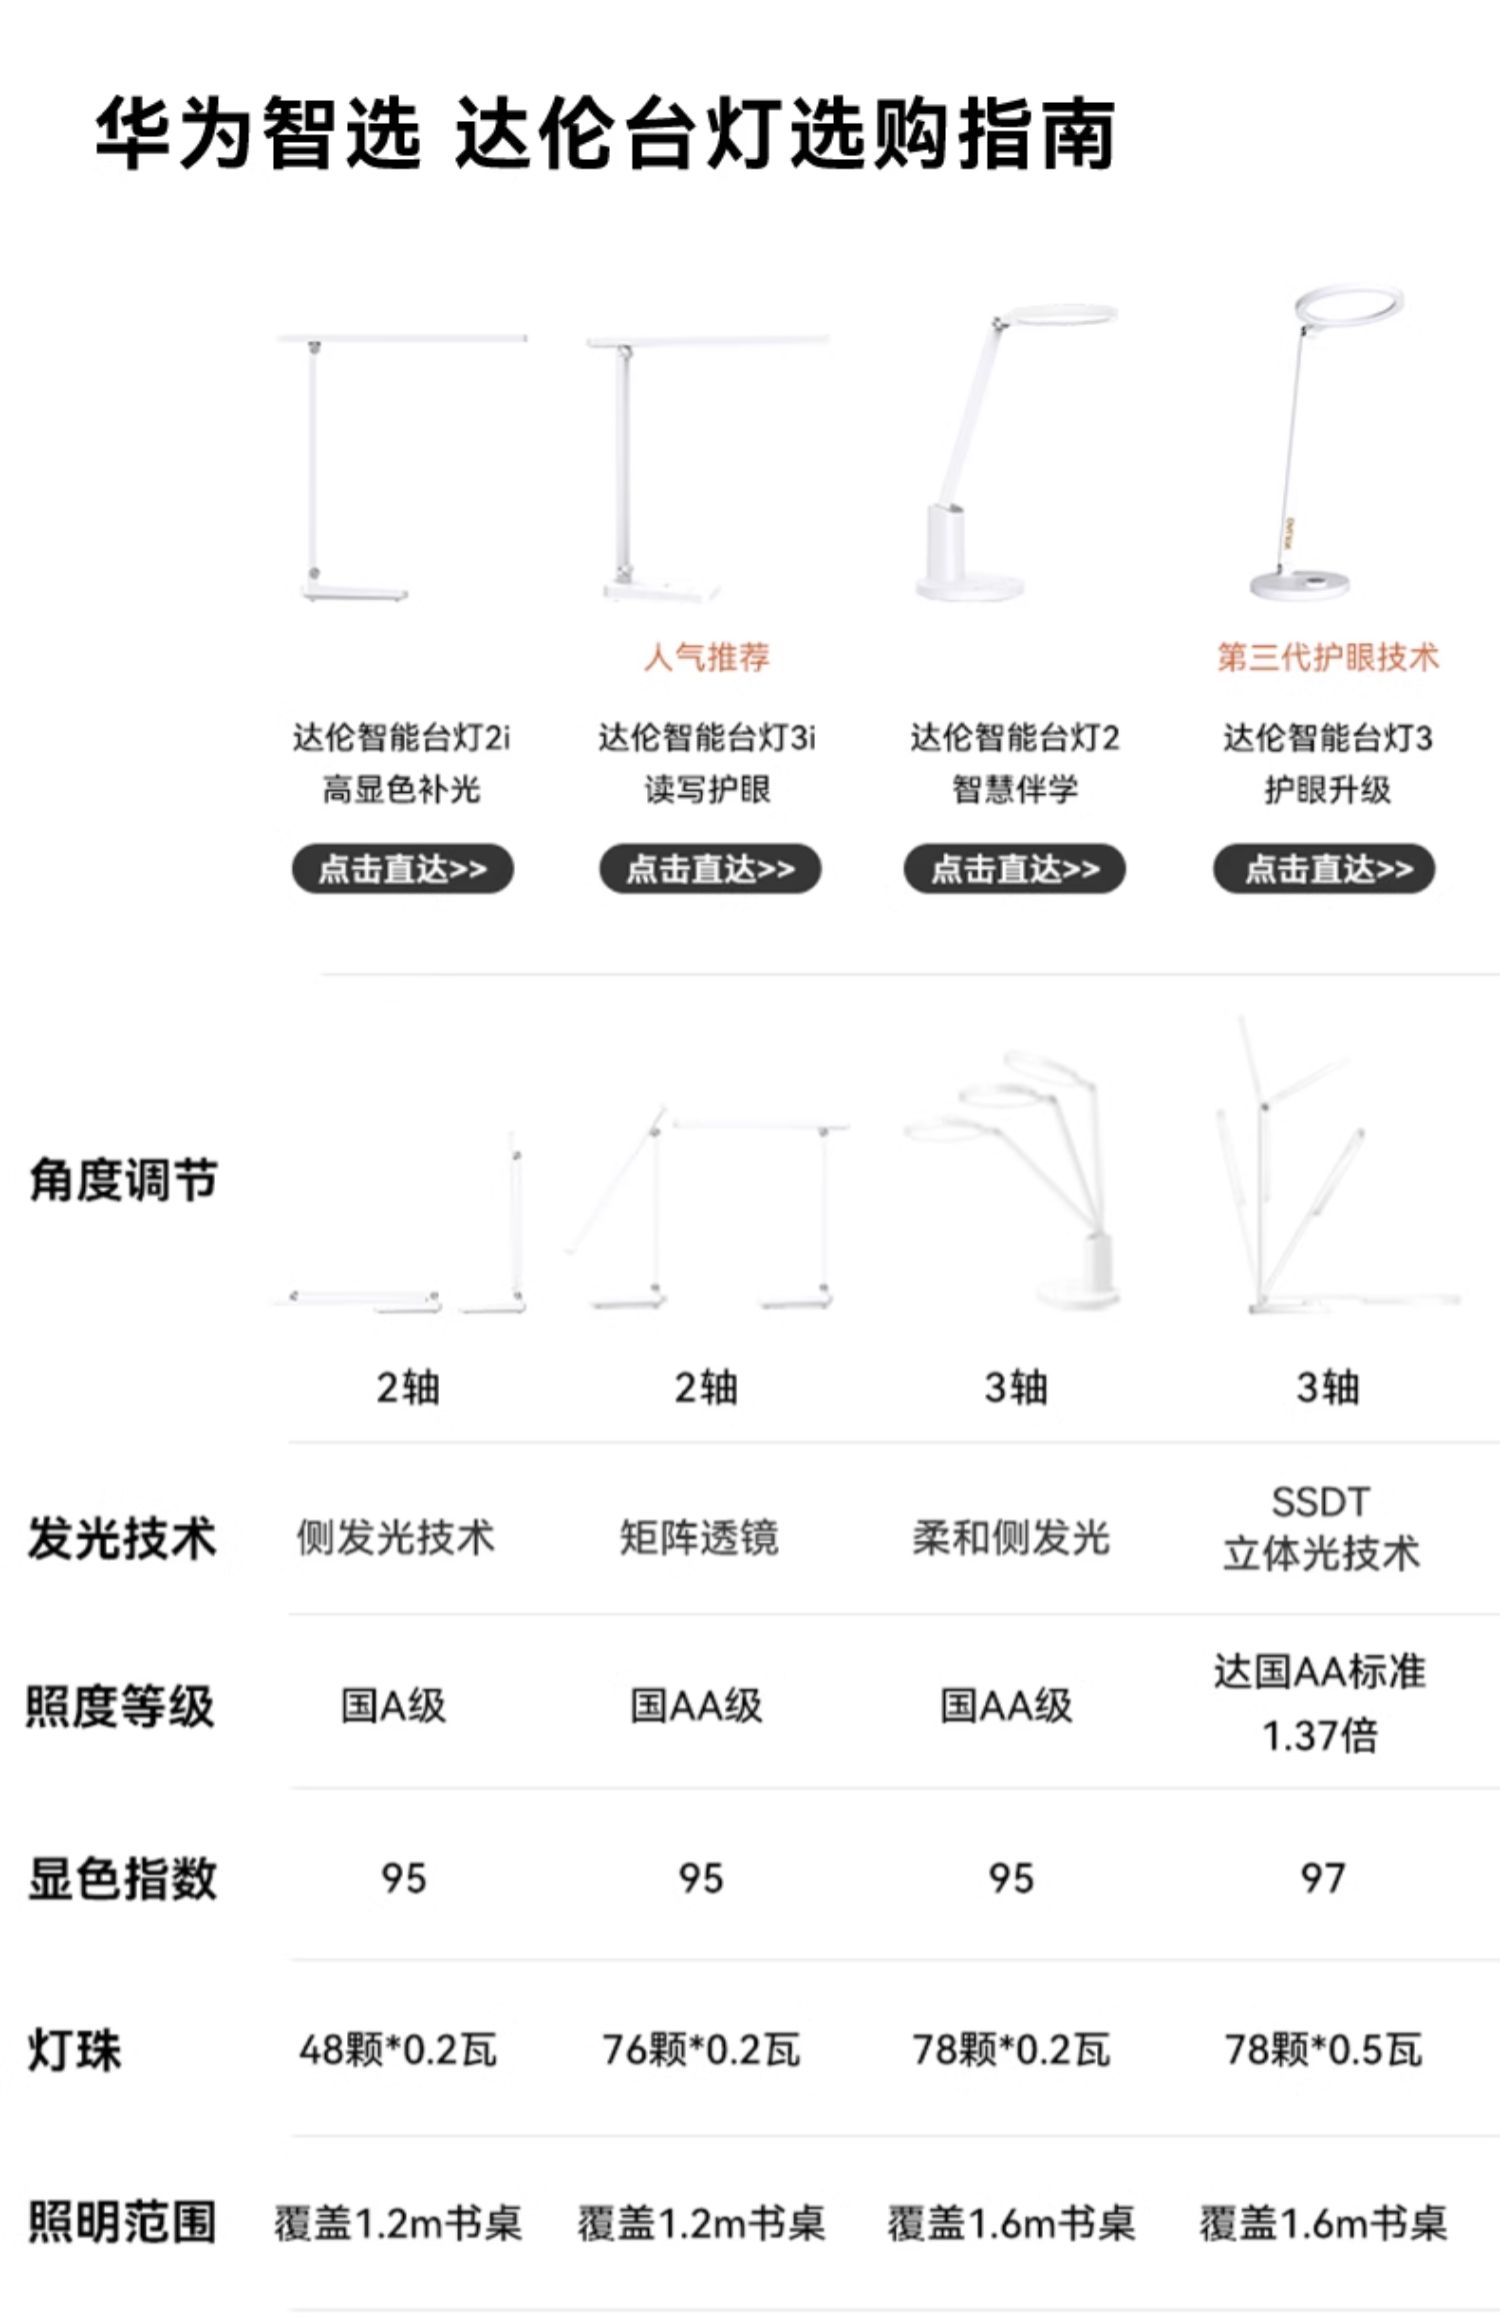 华为智选 达伦台灯选购指南
人气推荐 第三代护眼技术
达伦智能台灯2i 达伦智能台灯3i 达伦智能台灯2 达伦智能台灯3
高显色补光 读写护眼 智慧伴学 护眼升级
点击直达>> 点击直达>> 点击直达>> 点击直达>>
角度调节
2轴 2轴 3轴 3轴
发光技术 侧发光技术 矩阵透镜 柔和侧发光 SSDT
立体光技术
照度等级 国A级 国AA级 国AA级 达国AA标准
1.37倍
显色指数 95 95 95 97
灯珠 48颗*0.2瓦 76颗*0.2瓦 78颗*0.2瓦 78颗*0.5瓦
照明范围 覆盖1.2m书桌 覆盖1.2m书桌 覆盖1.6m书桌 覆盖1.6m书桌